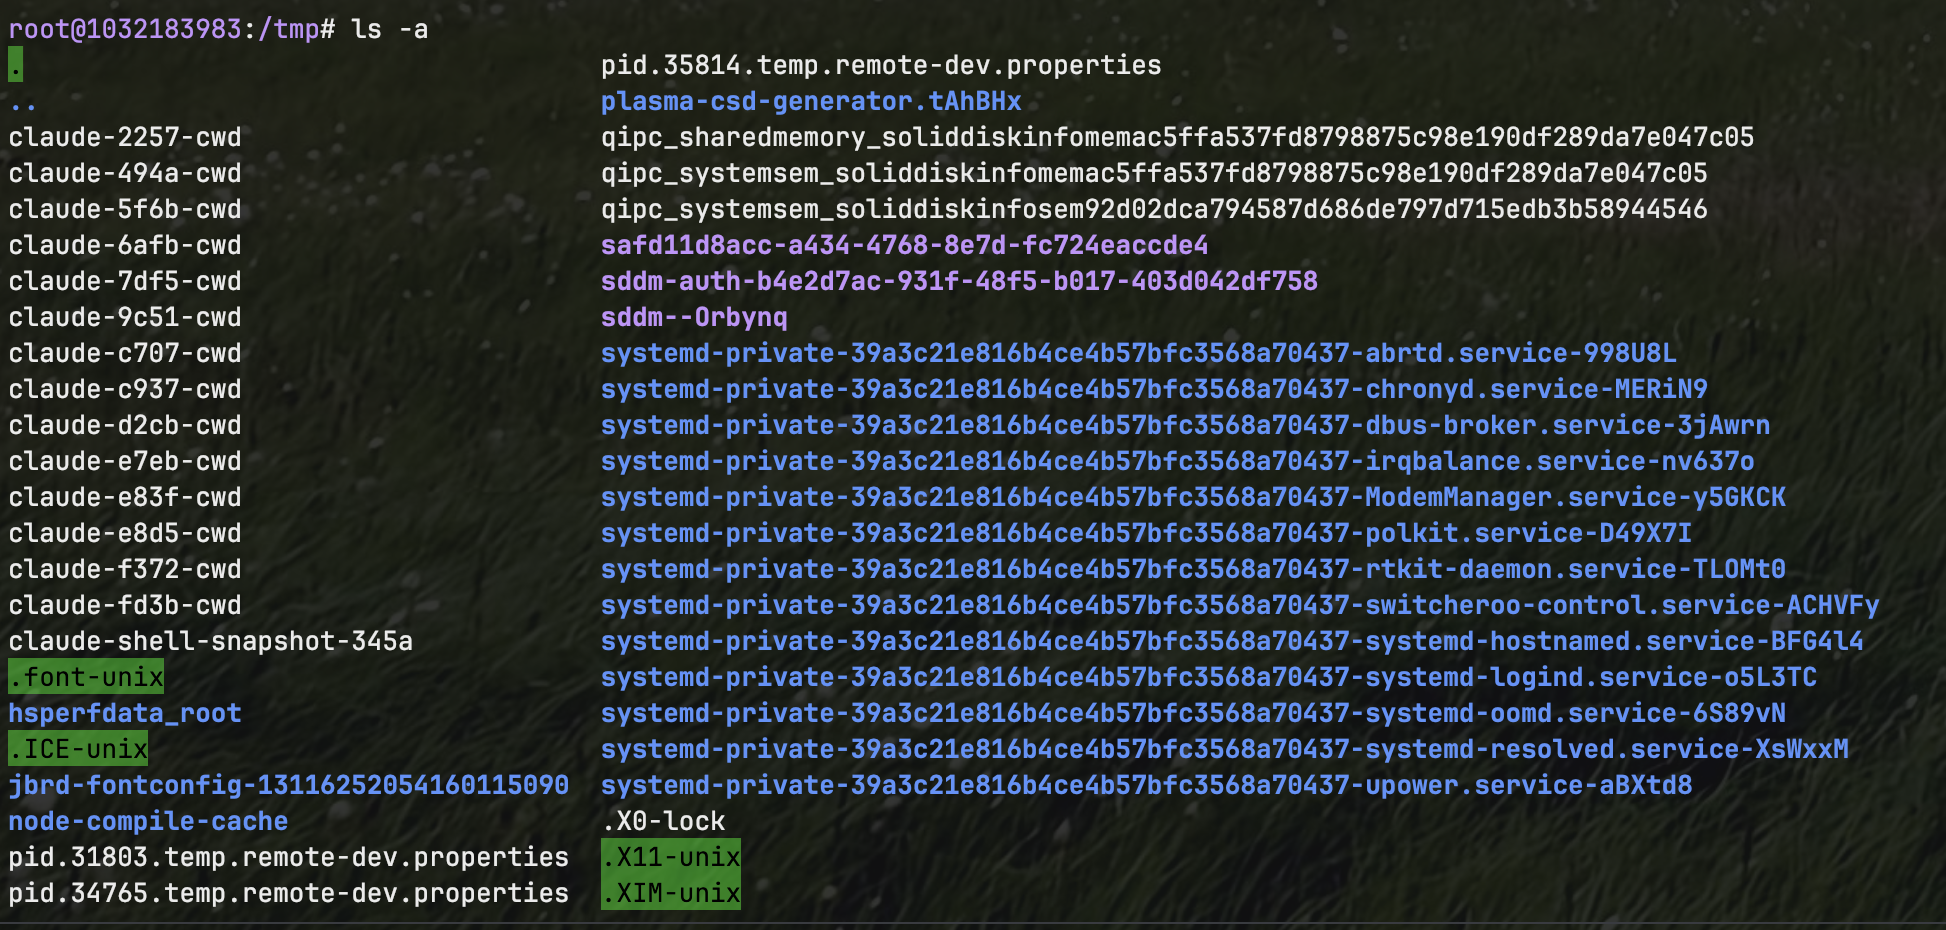 root@1032183983:/tmp# ls -a
. pid.35814.temp.remote-dev.properties
.. plasma-csd-generator.tAhBHx
claude-2257-cwd qipc_sharedmemory_soliddiskinfomemac5ffa537fd8798875c98e190df289da7e047c05
claude-494a-cwd qipc_systemsem_soliddiskinfomemac5ffa537fd8798875c98e190df289da7e047c05
claude-5f6b-cwd qipc_systemsem_soliddiskinfosem92d02dca794587d686de797d715edb3b58944546
claude-6afb-cwd safd11d8acc-a434-4768-8e7d-fc724eaccde4
claude-7df5-cwd sddm-auth-b4e2d7ac-931f-48f5-b017-403d042df758
claude-9c51-cwd sddm--Orbynq
claude-c707-cwd systemd-private-39a3c21e816b4ce4b57bfc3568a70437-abrtd.service-998U8L
claude-c937-cwd systemd-private-39a3c21e816b4ce4b57bfc3568a70437-chronyd.service-MERiN9
claude-d2cb-cwd systemd-private-39a3c21e816b4ce4b57bfc3568a70437-dbus-broker.service-3jAwrn
claude-e7eb-cwd systemd-private-39a3c21e816b4ce4b57bfc3568a70437-irqbalance.service-nv637o
claude-e83f-cwd systemd-private-39a3c21e816b4ce4b57bfc3568a70437-ModemManager.service-y5GKCK
claude-e8d5-cwd systemd-private-39a3c21e816b4ce4b57bfc3568a70437-polkit.service-D49X7I
claude-f372-cwd systemd-private-39a3c21e816b4ce4b57bfc3568a70437-rtkit-daemon.service-TLOMt0
claude-fd3b-cwd systemd-private-39a3c21e816b4ce4b57bfc3568a70437-switcheroo-control.service-ACHVFy
claude-shell-snapshot-345a systemd-private-39a3c21e816b4ce4b57bfc3568a70437-systemd-hostnamed.service-BFG4l4
.font-unix systemd-private-39a3c21e816b4ce4b57bfc3568a70437-systemd-logind.service-o5L3TC
hsperfdata_root systemd-private-39a3c21e816b4ce4b57bfc3568a70437-systemd-oomd.service-6S89vN
.ICE-unix systemd-private-39a3c21e816b4ce4b57bfc3568a70437-systemd-resolved.service-XsWxxM
jbrd-fontconfig-13116252054160115090 systemd-private-39a3c21e816b4ce4b57bfc3568a70437-upower.service-aBXtd8
node-compile-cache .X0-lock
pid.31803.temp.remote-dev.properties .X11-unix
pid.34765.temp.remote-dev.properties .XIM-unix